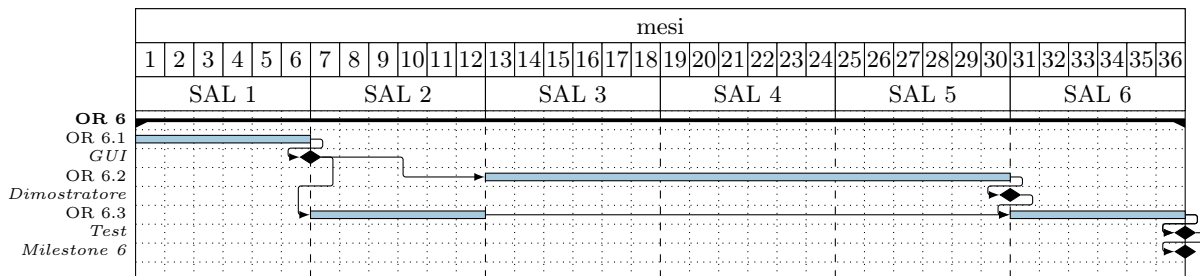 mesi
1 2 3 4 5 6 7 8 9 10 11 12 13 14 15 16 17 18 19 20 21 22 23 24 25 26 27 28 29 30 31 32 33 34 35 36
SAL 1 SAL 2 SAL 3 SAL 4 SAL 5 SAL 6
OR 6
OR 6.1
GUI
OR 6.2
Dimostratore
OR 6.3
Test
Milestone 6